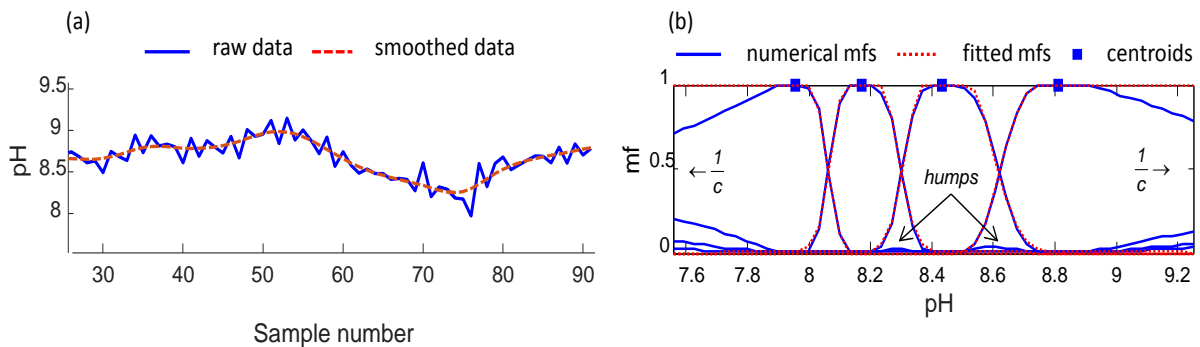 (a)
raw data smoothed data
9.5
9
8.5
8
pH
30 40 50 60 70 80 90
Sample number
(b)
numerical mfs fitted mfs centroids
1
0.5
0
mf
← 1/c
humps
1/c →
7.6 7.8 8 8.2 8.4 8.6 8.8 9 9.2
pH